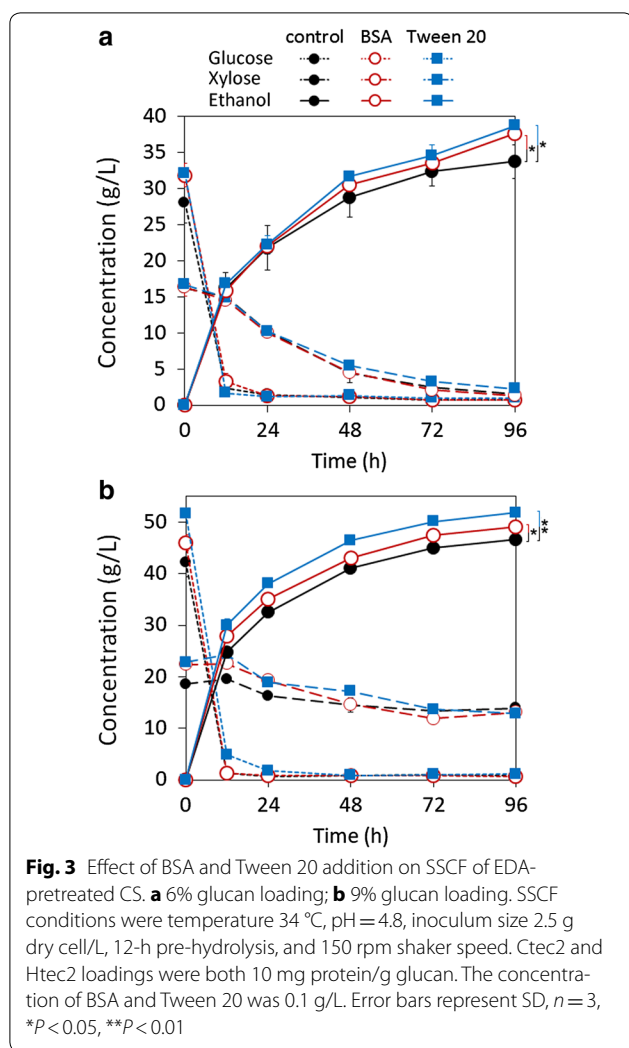 a
control BSA Tween 20
Glucose
Xylose
Ethanol
40
35
30
25
20
15
10
5
0
Concentration (g/L)
*
*
0 24 48 72 96
Time (h)
b
50
40
30
20
10
0
Concentration (g/L)
*
**
0 24 48 72 96
Time (h)
Fig. 3 Effect of BSA and Tween 20 addition on SSCF of EDA-
pretreated CS. a 6% glucan loading; b 9% glucan loading. SSCF
conditions were temperature 34 °C, pH = 4.8, inoculum size 2.5 g
dry cell/L, 12-h pre-hydrolysis, and 150 rpm shaker speed. Ctec2 and
Htec2 loadings were both 10 mg protein/g glucan. The concentra-
tion of BSA and Tween 20 was 0.1 g/L. Error bars represent SD, n = 3,
*P < 0.05, **P < 0.01